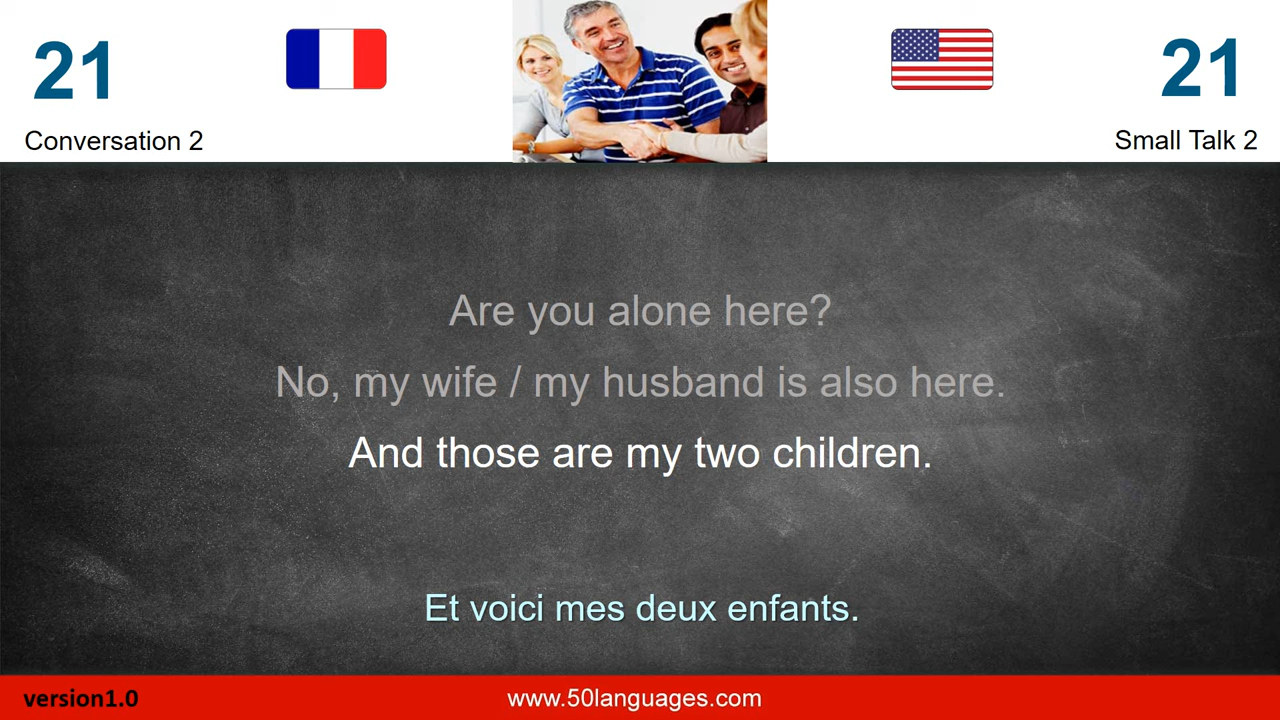 21
21
Conversation 2
Small Talk 2
Are you alone here?
No, my wife / my husband is also here.
And those are my two children.
Et voici mes deux enfants.
version1.0
www.50languages.com